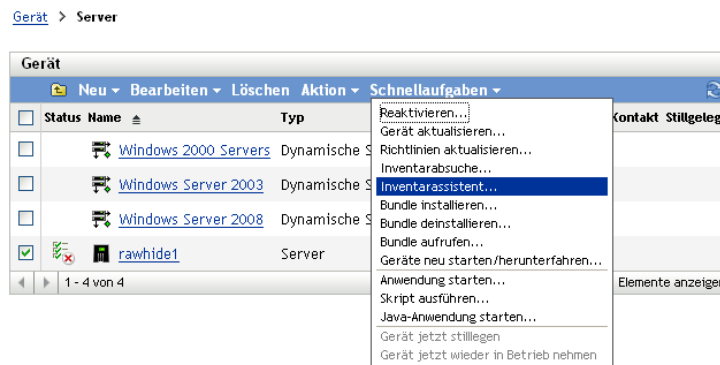 Gerät > Server
Gerät
Neu Bearbeiten Löschen Aktion Schnellaufgaben
Status Name Typ Kontakt Stillgeleg
Windows 2000 Servers Dynamische S
Windows Server 2003 Dynamische S
Windows Server 2008 Dynamische S
rawhide1 Server
1 - 4 von 4 Elemente anzeigen
Reaktivieren...
Gerät aktualisieren...
Richtlinien aktualisieren...
Inventarabsuche...
Inventarassistent...
Bundle installieren...
Bundle deinstallieren...
Bundle aufrufen...
Geräte neu starten/herunterfahren...
Anwendung starten...
Skript ausführen...
Java-Anwendung starten...
Gerät jetzt stilllegen
Gerät jetzt wieder in Betrieb nehmen